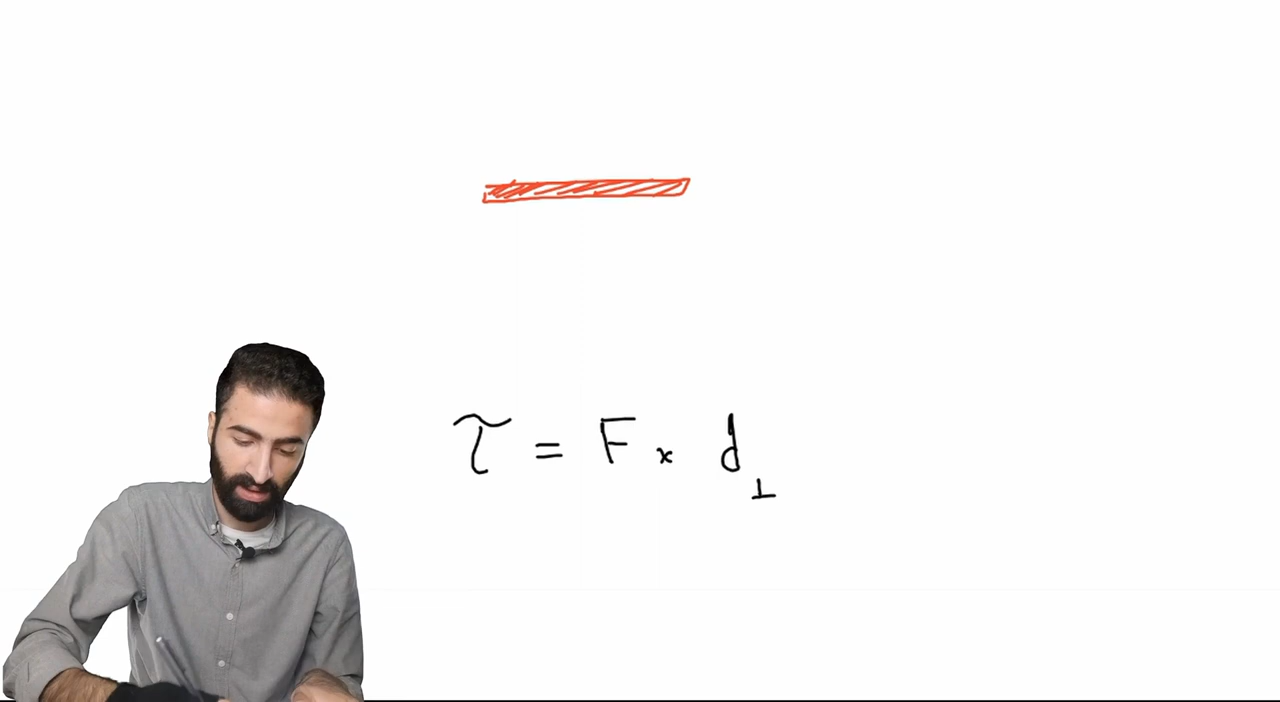 τ = F × d⊥